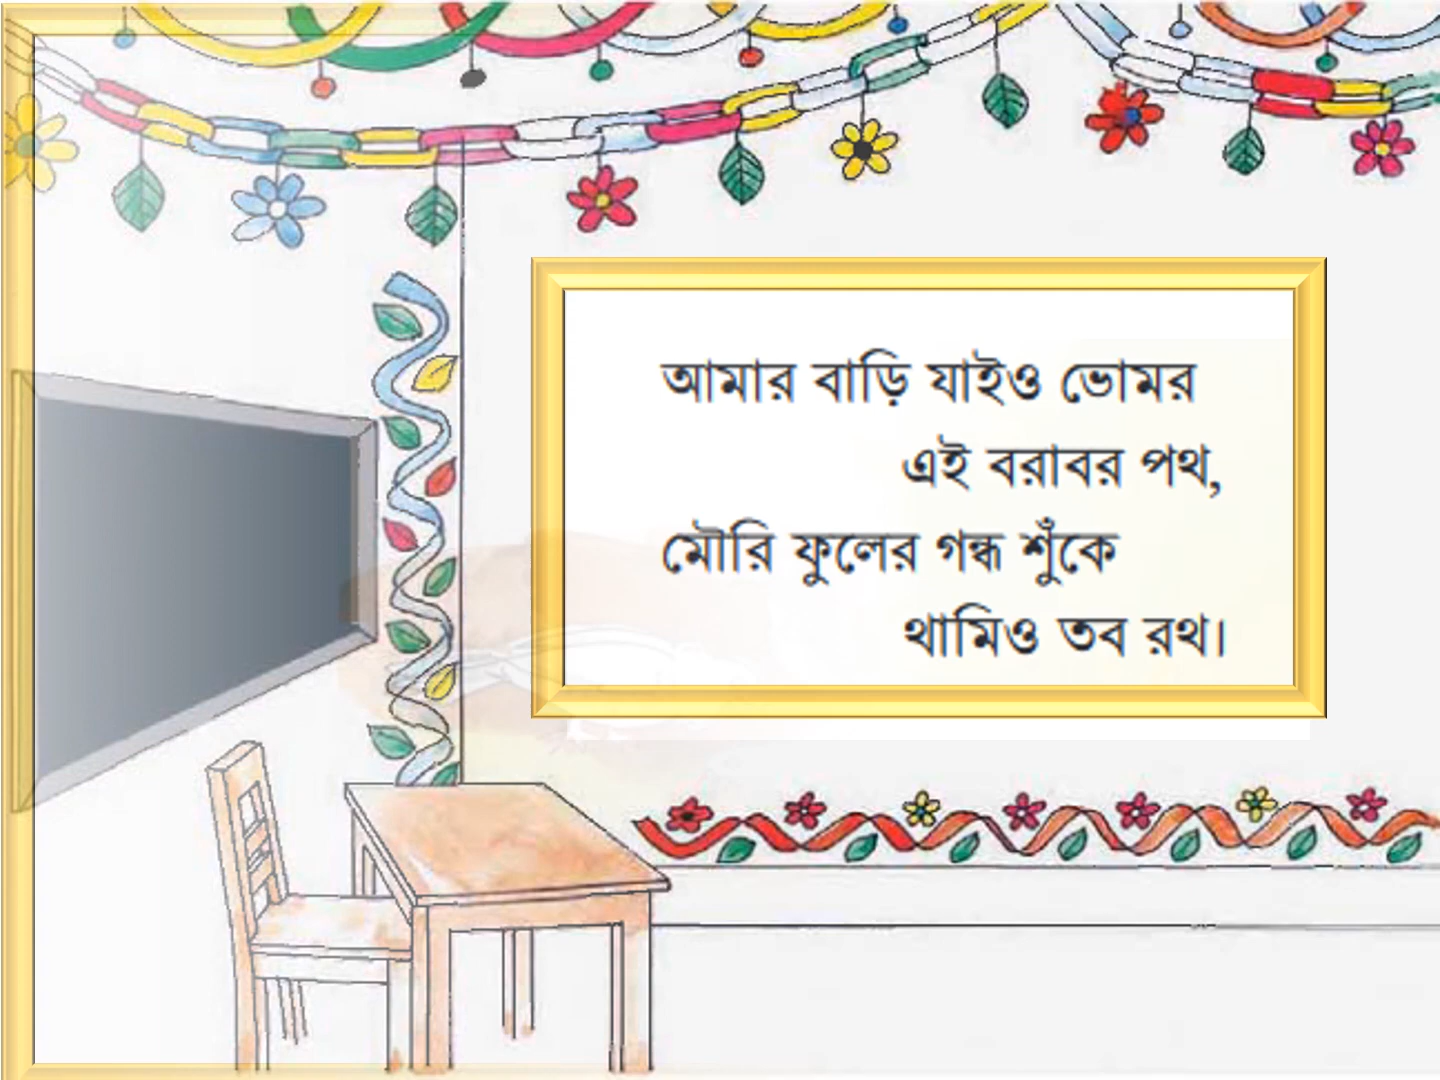 আমার বাড়ি যাইও ভোমর
এই বরাবর পথ,
মৌরি ফুলের গন্ধ শুঁকে
থামিও তব রথ।